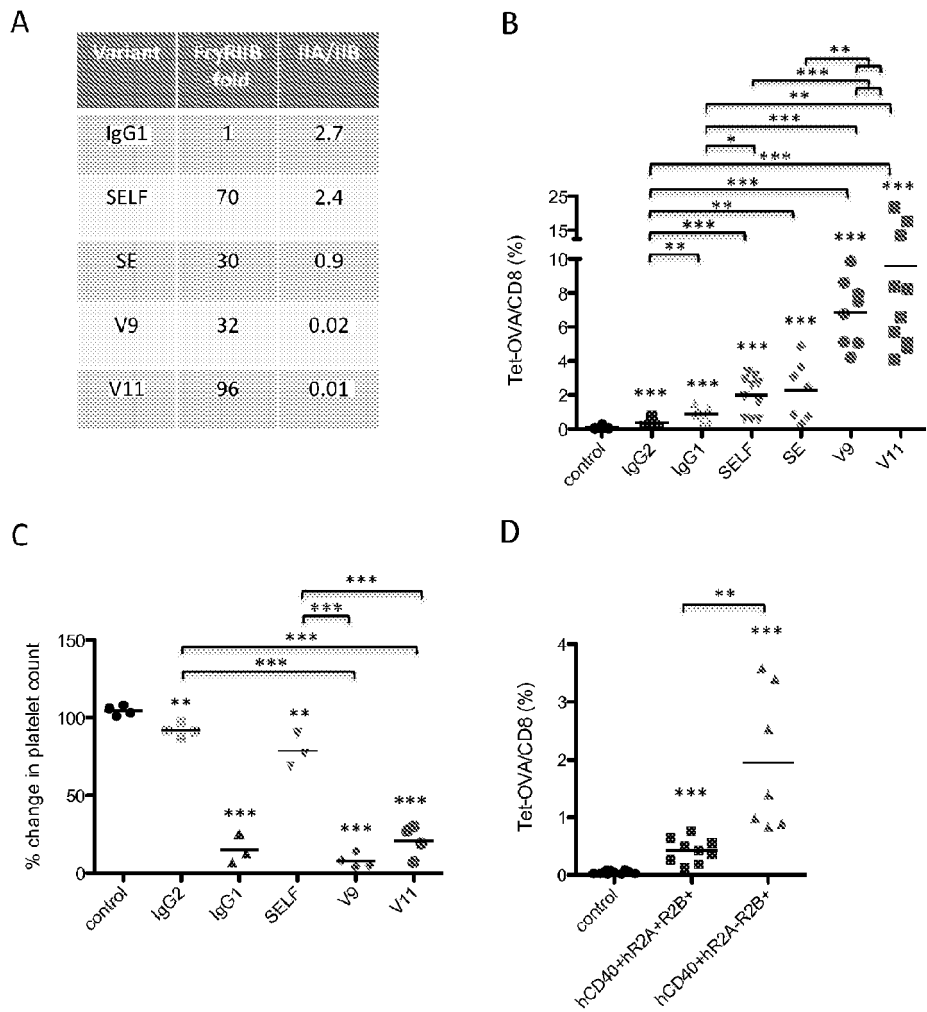 A
Variant FcγRIIB fold IIA/IIB
IgG1 1 2.7
SELF 70 2.4
SE 30 0.9
V9 32 0.02
V11 96 0.01
B
**
***
**
***
*
***
***
**
***
**
***
***
***
***
***
***
Tet-OVA/CD8 (%)
25
15
10
8
6
4
2
0
control
IgG2
IgG1
SELF
SE
V9
V11
C
***
***
***
***
**
***
**
***
***
% change in platelet count
150
100
50
0
control
IgG2
IgG1
SELF
V9
V11
D
**
***
***
Tet-OVA/CD8 (%)
4
3
2
1
0
control
hCD40+hR2A+R2B+
hCD40+hR2A-R2B+